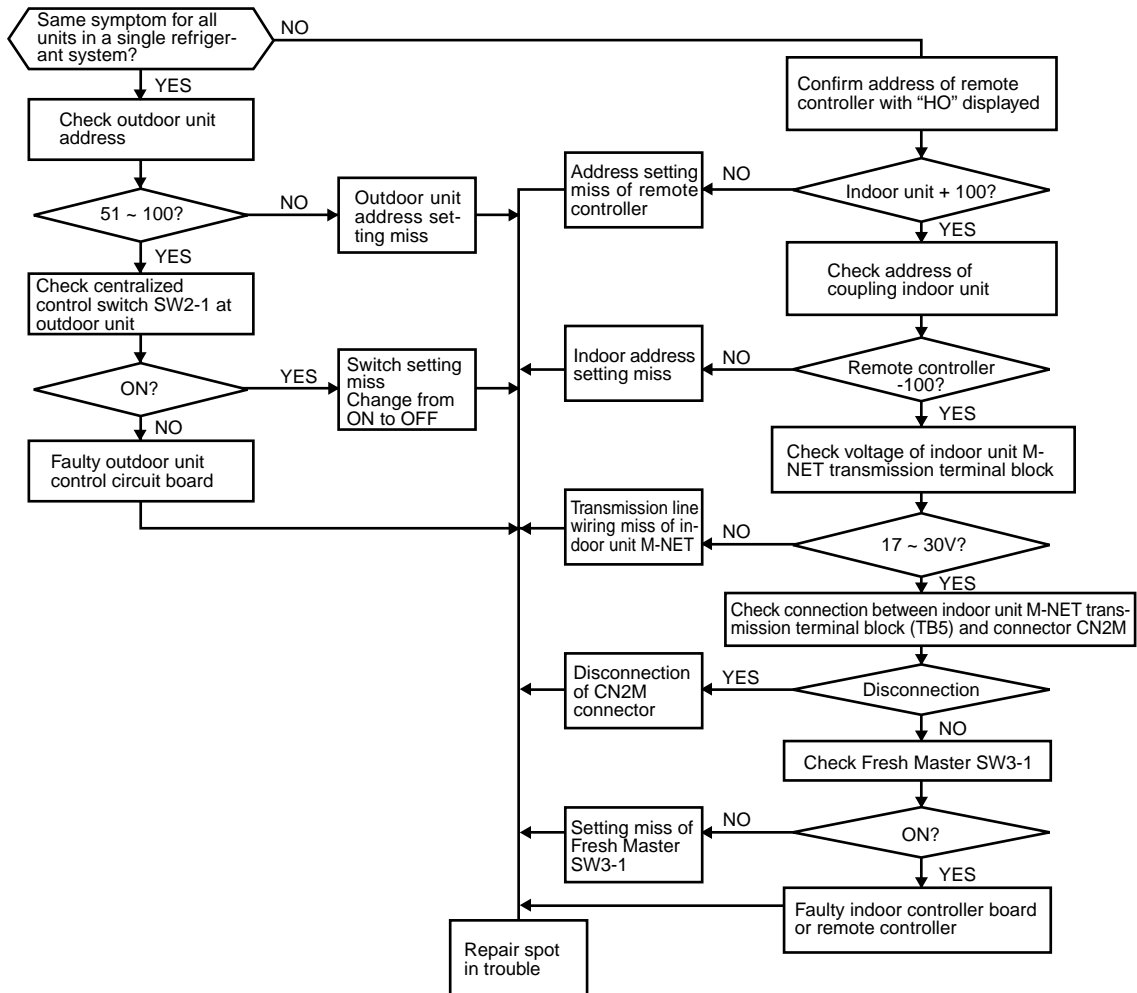 Same symptom for all
units in a single refriger-
ant system?
NO
YES
Check outdoor unit
address
51 ~ 100?
NO
Outdoor unit
address set-
ting miss
YES
Check centralized
control switch SW2-1 at
outdoor unit
ON?
YES
Switch setting
miss
Change from
ON to OFF
NO
Faulty outdoor unit
control circuit board
Confirm address of remote
controller with “HO” displayed
Indoor unit + 100?
NO
Address setting
miss of remote
controller
YES
Check address of
coupling indoor unit
Remote controller
-100?
NO
Indoor address
setting miss
YES
Check voltage of indoor unit M-
NET transmission terminal block
17 ~ 30V?
NO
Transmission line
wiring miss of in-
door unit M-NET
YES
Check connection between indoor unit M-NET trans-
mission terminal block (TB5) and connector CN2M
Disconnection
YES
Disconnection
of CN2M
connector
NO
Check Fresh Master SW3-1
ON?
NO
Setting miss of
Fresh Master
SW3-1
YES
Faulty indoor controller board
or remote controller
Repair spot
in trouble